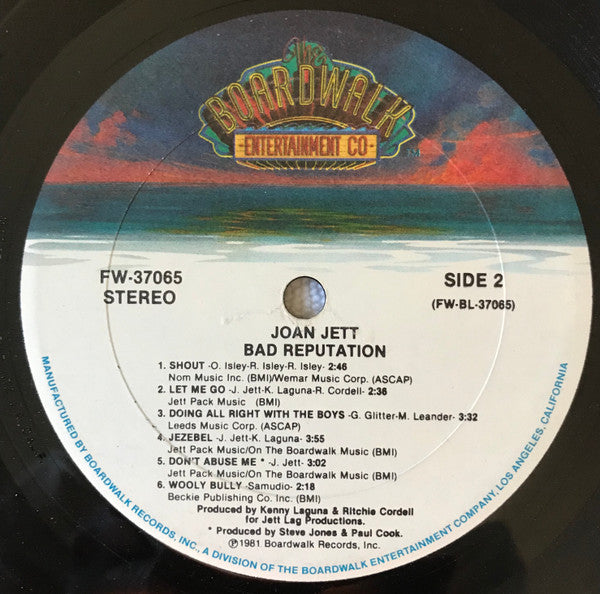 The
BOARDWALK
ENTERTAINMENT CO
TM
FW-37065
STEREO
SIDE 2
(FW-BL-37065)
JOAN JETT
BAD REPUTATION
1. SHOUT -O. Isley-R. Isley-R. Isley- 2:46
Nom Music Inc. (BMI)/Wemar Music Corp. (ASCAP)
2. LET ME GO -J. Jett-K. Laguna-R. Cordell- 2:36
Jett Pack Music (BMI)
3. DOING ALL RIGHT WITH THE BOYS -G. Glitter-M. Leander- 3:32
Leeds Music Corp. (ASCAP)
4. JEZEBEL -J. Jett-K. Laguna- 3:55
Jett Pack Music/On The Boardwalk Music (BMI)
5. DON'T ABUSE ME * -J. Jett- 3:02
Jett Pack Music/On The Boardwalk Music (BMI)
6. WOOLY BULLY -Samudio- 2:18
Beckie Publishing Co. Inc. (BMI)
Produced by Kenny Laguna & Ritchie Cordell
for Jett Lag Productions.
* Produced by Steve Jones & Paul Cook.
℗1981 Boardwalk Records, Inc.
MANUFACTURED BY BOARDWALK RECORDS, INC., A DIVISION OF THE BOARDWALK ENTERTAINMENT COMPANY, LOS ANGELES, CALIFORNIA